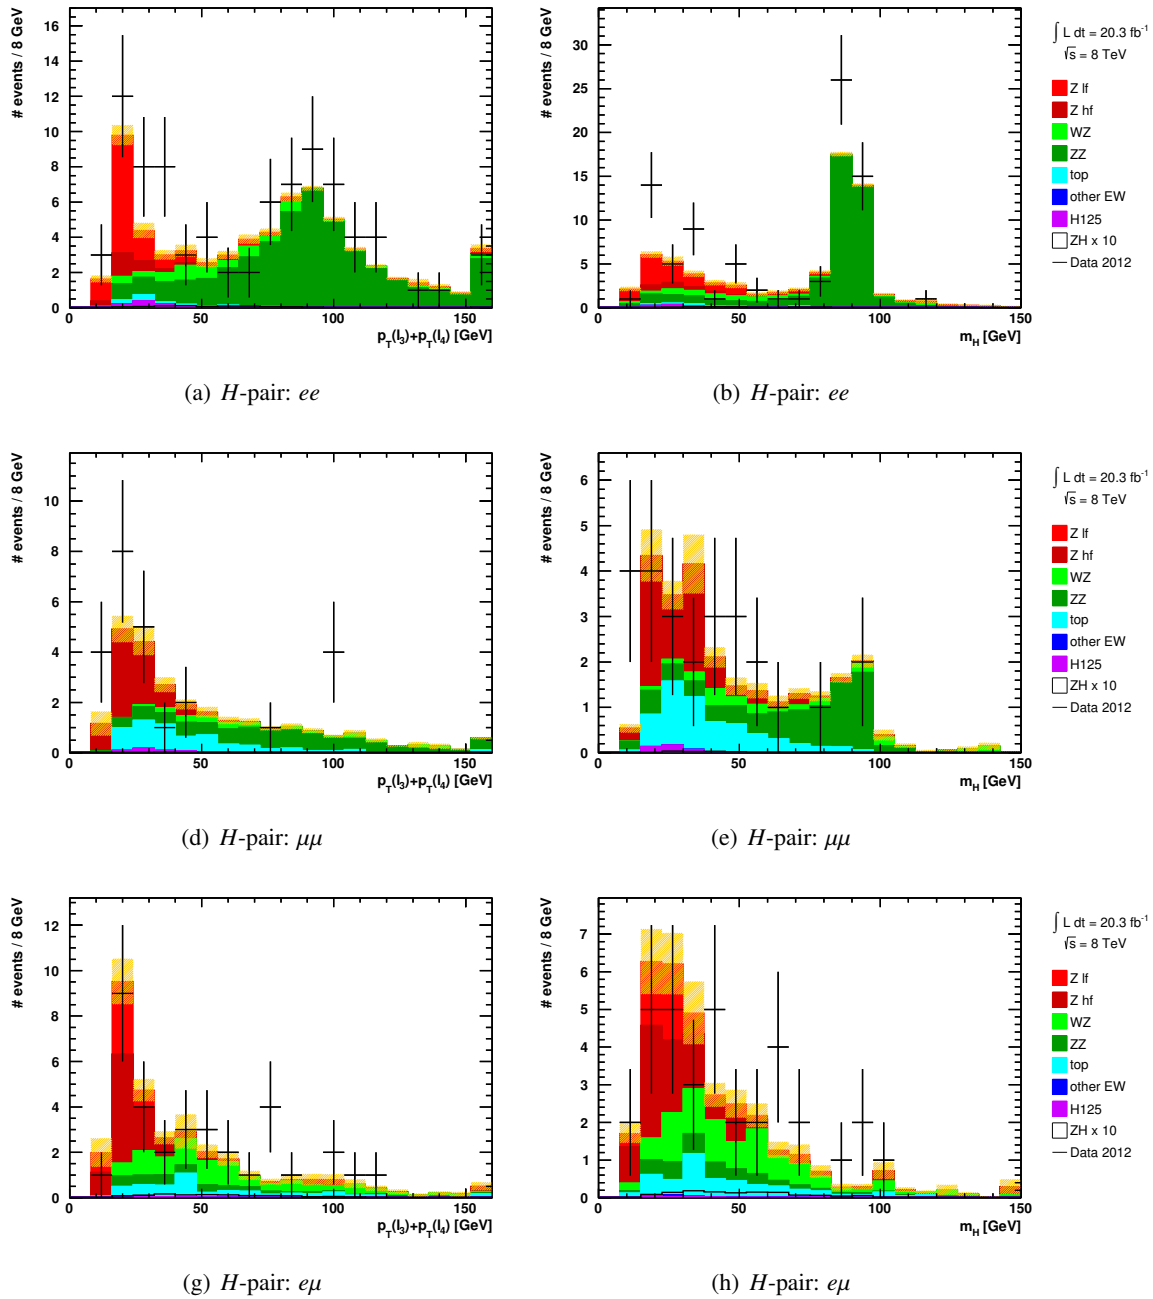 # events / 8 GeV
16
14
12
10
8
6
4
2
0
0 50 100 150
p_T(l_3)+p_T(l_4) [GeV]
(a) H-pair: ee
# events / 8 GeV
30
25
20
15
10
5
0
0 50 100 150
m_H [GeV]
(b) H-pair: ee
∫ L dt = 20.3 fb⁻¹
√s = 8 TeV
Z lf
Z hf
WZ
ZZ
top
other EW
H125
ZH x 10
Data 2012
# events / 8 GeV
10
8
6
4
2
0
0 50 100 150
p_T(l_3)+p_T(l_4) [GeV]
(d) H-pair: μμ
# events / 8 GeV
6
5
4
3
2
1
0
0 50 100 150
m_H [GeV]
(e) H-pair: μμ
∫ L dt = 20.3 fb⁻¹
√s = 8 TeV
Z lf
Z hf
WZ
ZZ
top
other EW
H125
ZH x 10
Data 2012
# events / 8 GeV
12
10
8
6
4
2
0
0 50 100 150
p_T(l_3)+p_T(l_4) [GeV]
(g) H-pair: eμ
# events / 8 GeV
7
6
5
4
3
2
1
0
0 50 100 150
m_H [GeV]
(h) H-pair: eμ
∫ L dt = 20.3 fb⁻¹
√s = 8 TeV
Z lf
Z hf
WZ
ZZ
top
other EW
H125
ZH x 10
Data 2012